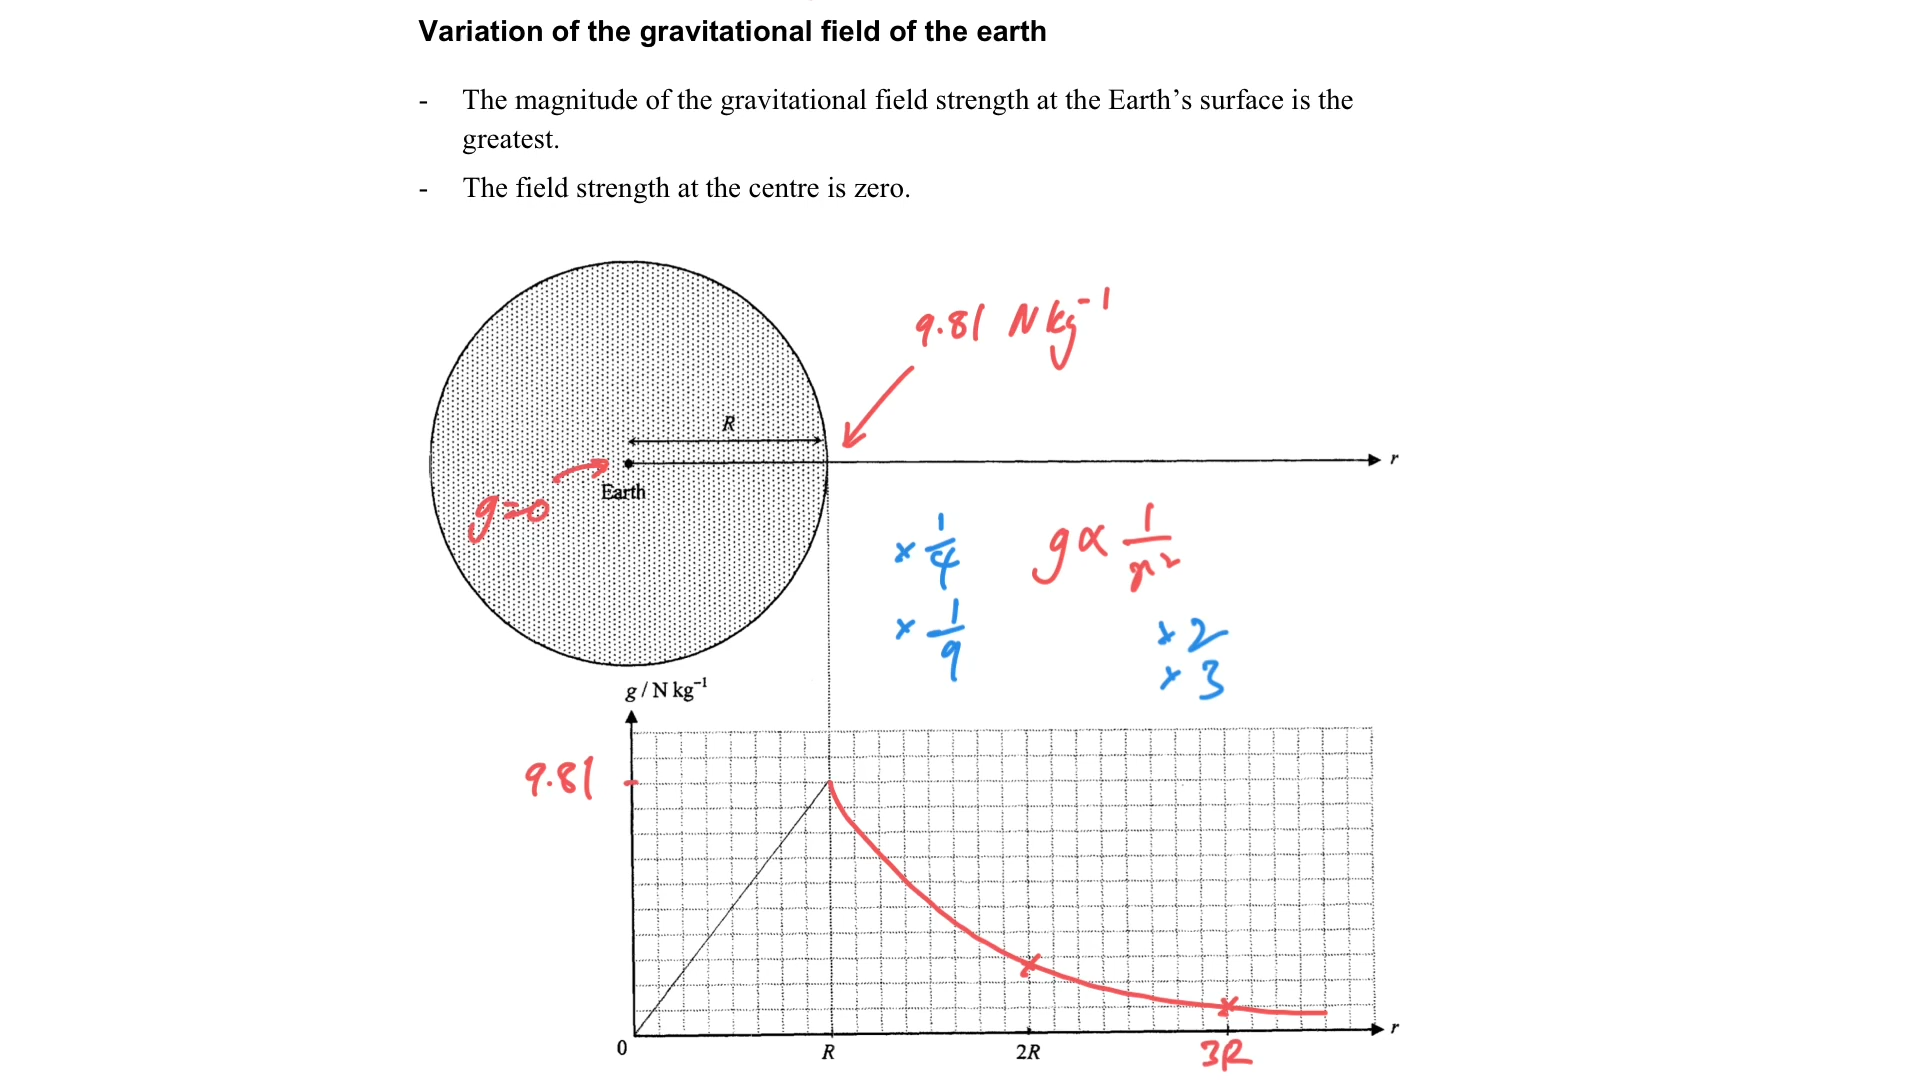 Variation of the gravitational field of the earth
- The magnitude of the gravitational field strength at the Earth’s surface is the
greatest.
- The field strength at the centre is zero.
9.81 N kg⁻¹
R
r
Earth
g=0
× 1/4
g ∝ 1/r²
× 1/9
× 2
× 3
g / N kg⁻¹
9.81
r
0
R
2R
3R